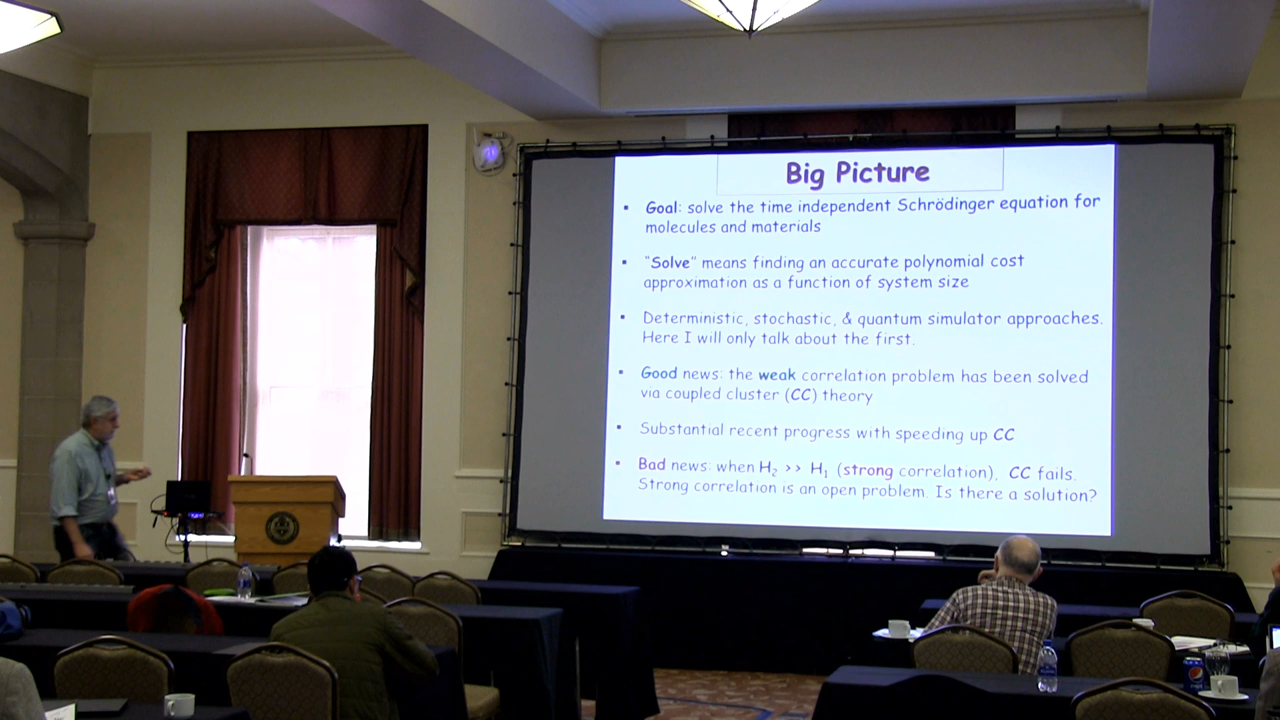 Big Picture
▪ Goal: solve the time independent Schrödinger equation for
molecules and materials
▪ "Solve" means finding an accurate polynomial cost
approximation as a function of system size
▪ Deterministic, stochastic, & quantum simulator approaches.
Here I will only talk about the first.
▪ Good news: the weak correlation problem has been solved
via coupled cluster (CC) theory
▪ Substantial recent progress with speeding up CC
▪ Bad news: when H₂ >> H₁ (strong correlation), CC fails.
Strong correlation is an open problem. Is there a solution?